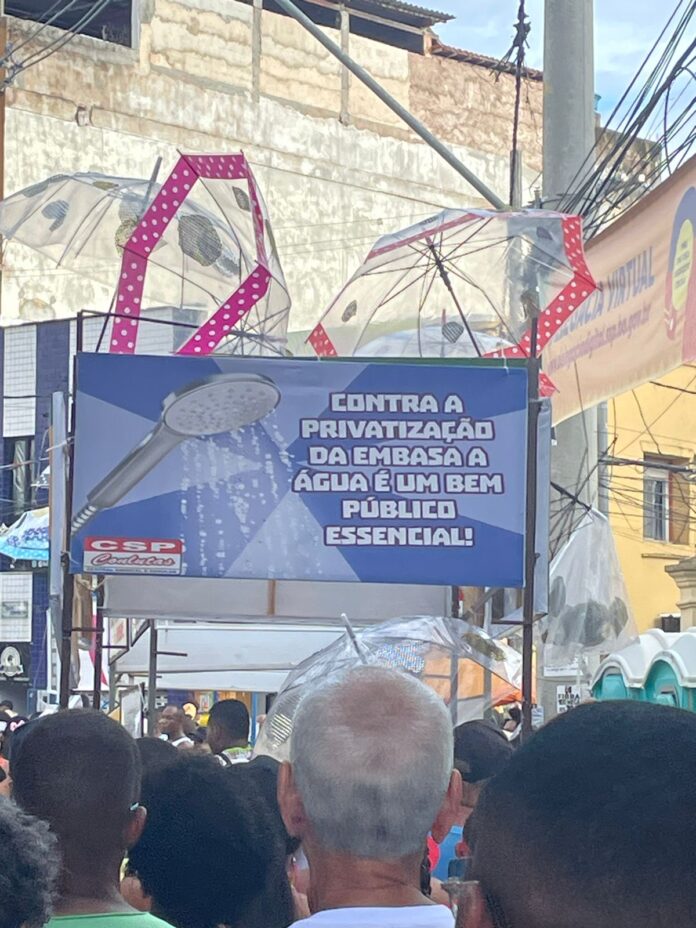 CONTRA A
PRIVATIZAÇÃO
DA EMBASA A
ÁGUA É UM BEM
PÚBLICO
ESSENCIAL!
CSP
Conlutas
VIRTUAL